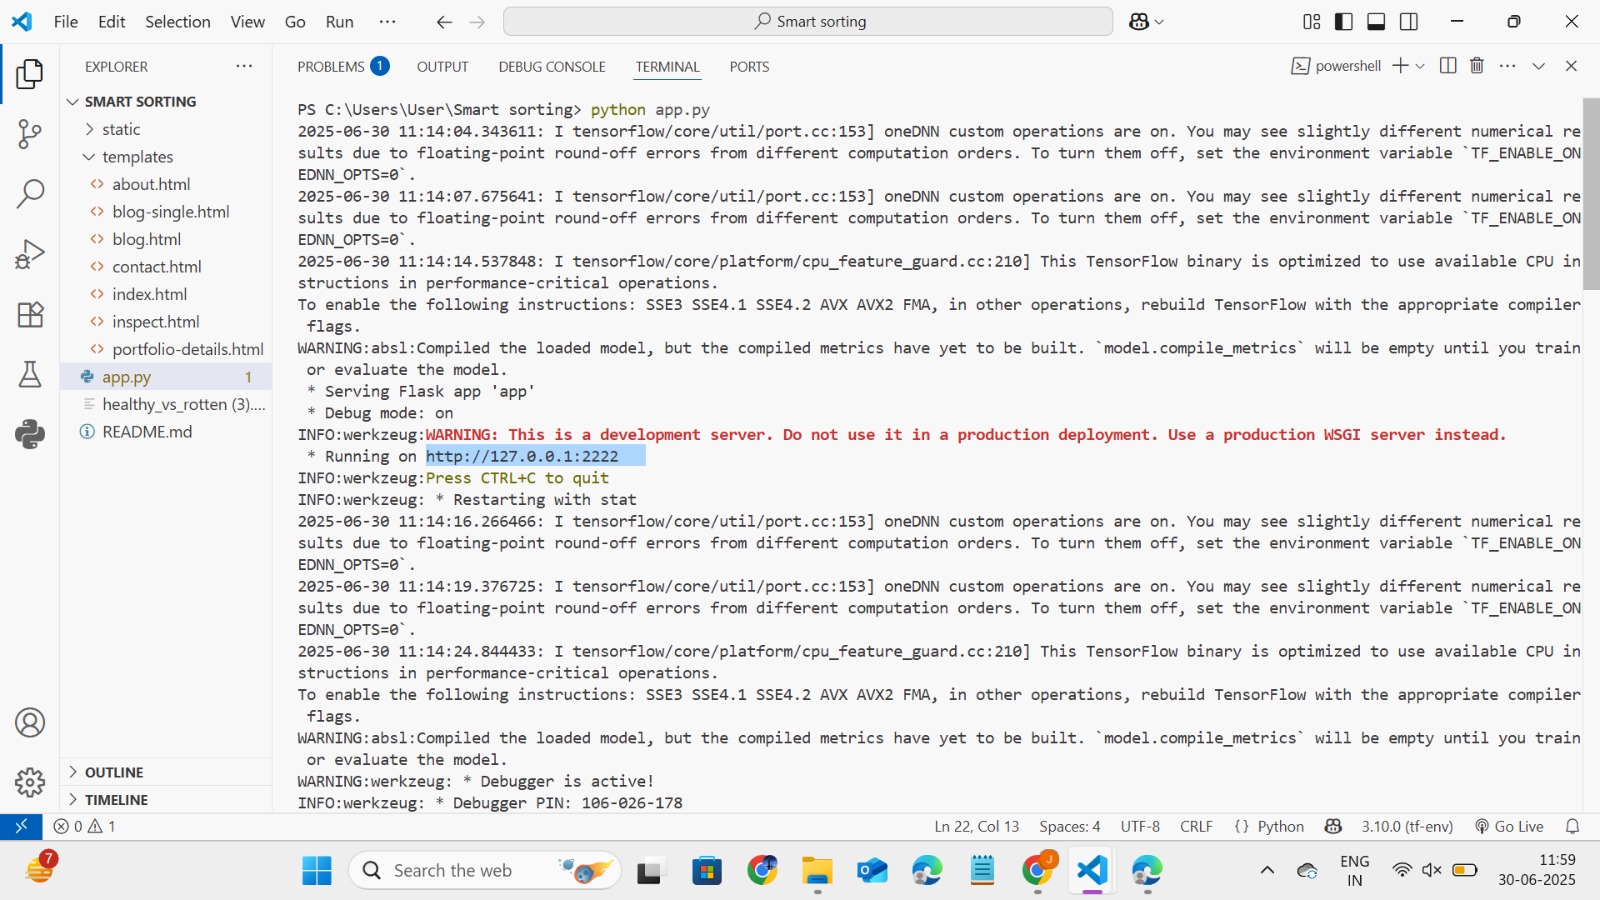 File Edit Selection View Go Run ··· Smart sorting
EXPLORER ···
SMART SORTING
static
templates
about.html
blog-single.html
blog.html
contact.html
index.html
inspect.html
portfolio-details.html
app.py 1
healthy_vs_rotten (3)....
README.md
OUTLINE
TIMELINE
PROBLEMS 1 OUTPUT DEBUG CONSOLE TERMINAL PORTS powershell
PS C:\Users\User\Smart sorting> python app.py
2025-06-30 11:14:04.343611: I tensorflow/core/util/port.cc:153] oneDNN custom operations are on. You may see slightly different numerical re
sults due to floating-point round-off errors from different computation orders. To turn them off, set the environment variable `TF_ENABLE_ON
EDNN_OPTS=0`.
2025-06-30 11:14:07.675641: I tensorflow/core/util/port.cc:153] oneDNN custom operations are on. You may see slightly different numerical re
sults due to floating-point round-off errors from different computation orders. To turn them off, set the environment variable `TF_ENABLE_ON
EDNN_OPTS=0`.
2025-06-30 11:14:14.537848: I tensorflow/core/platform/cpu_feature_guard.cc:210] This TensorFlow binary is optimized to use available CPU in
structions in performance-critical operations.
To enable the following instructions: SSE3 SSE4.1 SSE4.2 AVX AVX2 FMA, in other operations, rebuild TensorFlow with the appropriate compiler
flags.
WARNING:absl:Compiled the loaded model, but the compiled metrics have yet to be built. `model.compile_metrics` will be empty until you train
or evaluate the model.
* Serving Flask app 'app'
* Debug mode: on
INFO:werkzeug:WARNING: This is a development server. Do not use it in a production deployment. Use a production WSGI server instead.
* Running on http://127.0.0.1:2222
INFO:werkzeug:Press CTRL+C to quit
INFO:werkzeug: * Restarting with stat
2025-06-30 11:14:16.266466: I tensorflow/core/util/port.cc:153] oneDNN custom operations are on. You may see slightly different numerical re
sults due to floating-point round-off errors from different computation orders. To turn them off, set the environment variable `TF_ENABLE_ON
EDNN_OPTS=0`.
2025-06-30 11:14:19.376725: I tensorflow/core/util/port.cc:153] oneDNN custom operations are on. You may see slightly different numerical re
sults due to floating-point round-off errors from different computation orders. To turn them off, set the environment variable `TF_ENABLE_ON
EDNN_OPTS=0`.
2025-06-30 11:14:24.844433: I tensorflow/core/platform/cpu_feature_guard.cc:210] This TensorFlow binary is optimized to use available CPU in
structions in performance-critical operations.
To enable the following instructions: SSE3 SSE4.1 SSE4.2 AVX AVX2 FMA, in other operations, rebuild TensorFlow with the appropriate compiler
flags.
WARNING:absl:Compiled the loaded model, but the compiled metrics have yet to be built. `model.compile_metrics` will be empty until you train
or evaluate the model.
WARNING:werkzeug: * Debugger is active!
INFO:werkzeug: * Debugger PIN: 106-026-178
0 1 Ln 22, Col 13 Spaces: 4 UTF-8 CRLF {} Python 3.10.0 (tf-env) Go Live
7 Search the web J ENG 11:59
IN 30-06-2025